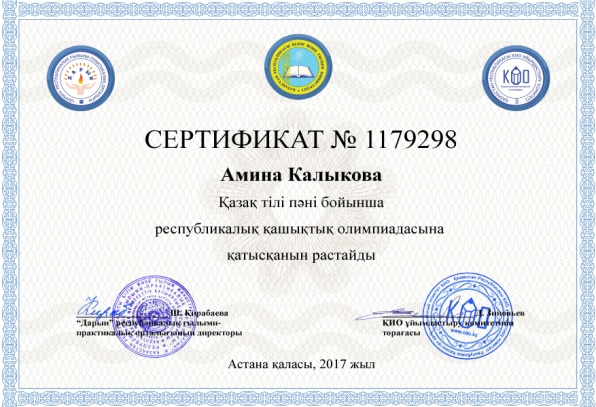 СЕРТИФИКАТ № 1179298
Амина Калыкова
Қазақ тілі пәні бойынша
республикалық қашықтық олимпиадасына
қатысқанын растайды
Ш. Кирабаева
“Дарын” республикалық ғылыми-
практикалық орталығының директоры
Д. Зиновьев
ҚИО ұйымдастыру комитетінің
төрағасы
Астана қаласы, 2017 жыл